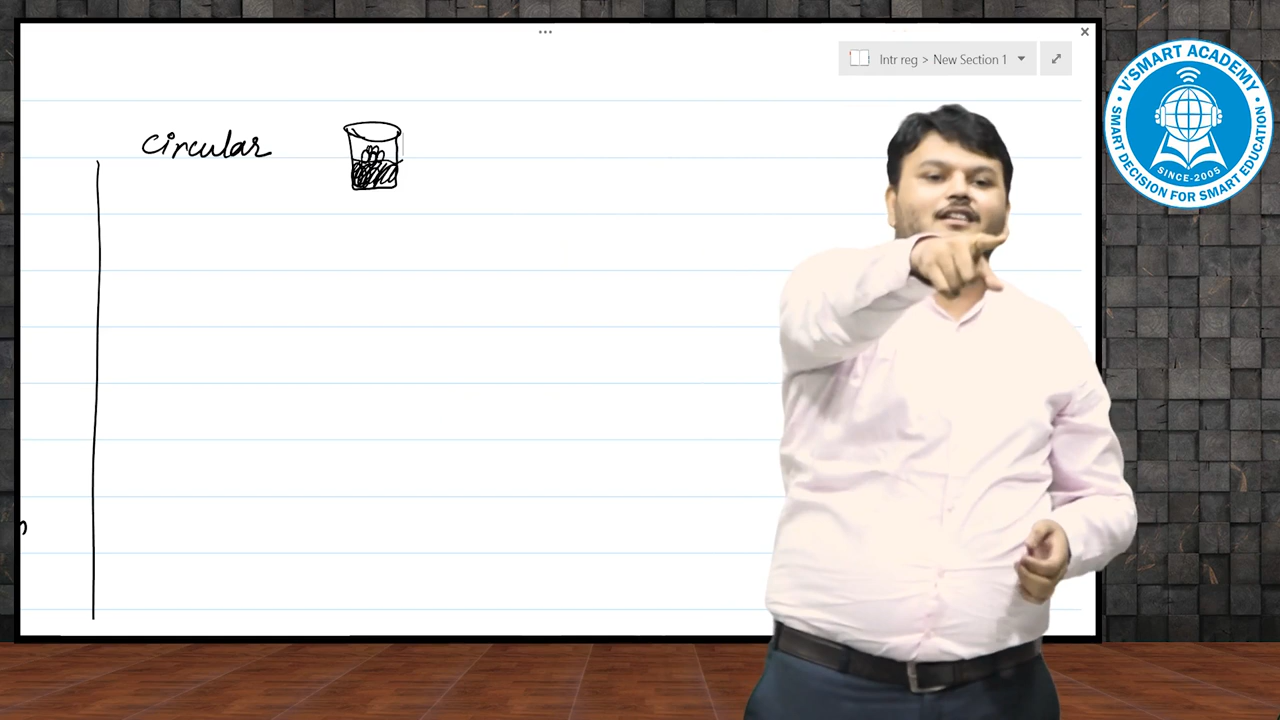 Intr reg > New Section 1
circular
V'SMART ACADEMY
SINCE-2005
SMART DECISION FOR SMART EDUCATION